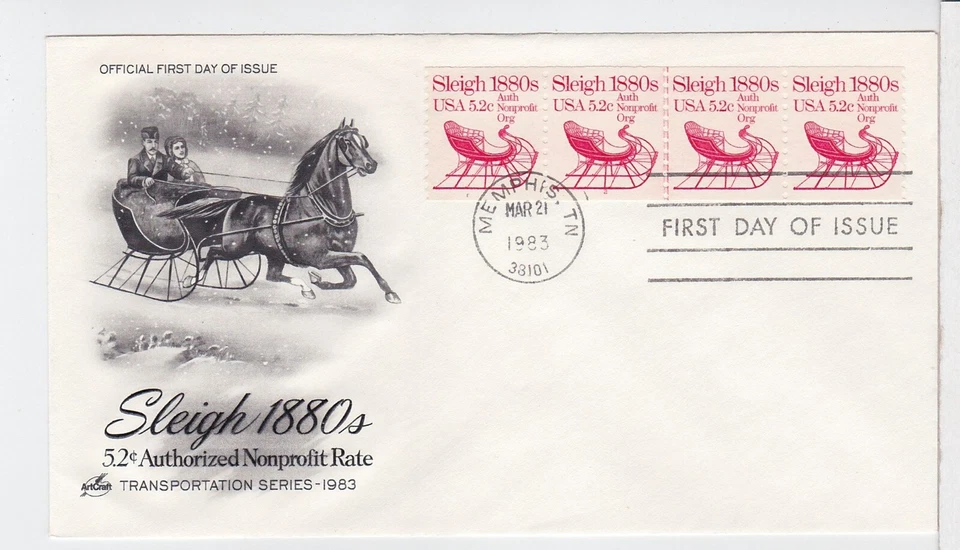 OFFICIAL FIRST DAY OF ISSUE
Sleigh 1880s
USA 5.2c Auth
Nonprofit
Org
Sleigh 1880s
USA 5.2c Auth
Nonprofit
Org
Sleigh 1880s
USA 5.2c Auth
Nonprofit
Org
Sleigh 1880s
USA 5.2c Auth
Nonprofit
Org
MEMPHIS, TN
MAR 21
1983
38101
FIRST DAY OF ISSUE
Sleigh 1880s
5.2¢ Authorized Nonprofit Rate
ArtCraft TRANSPORTATION SERIES-1983